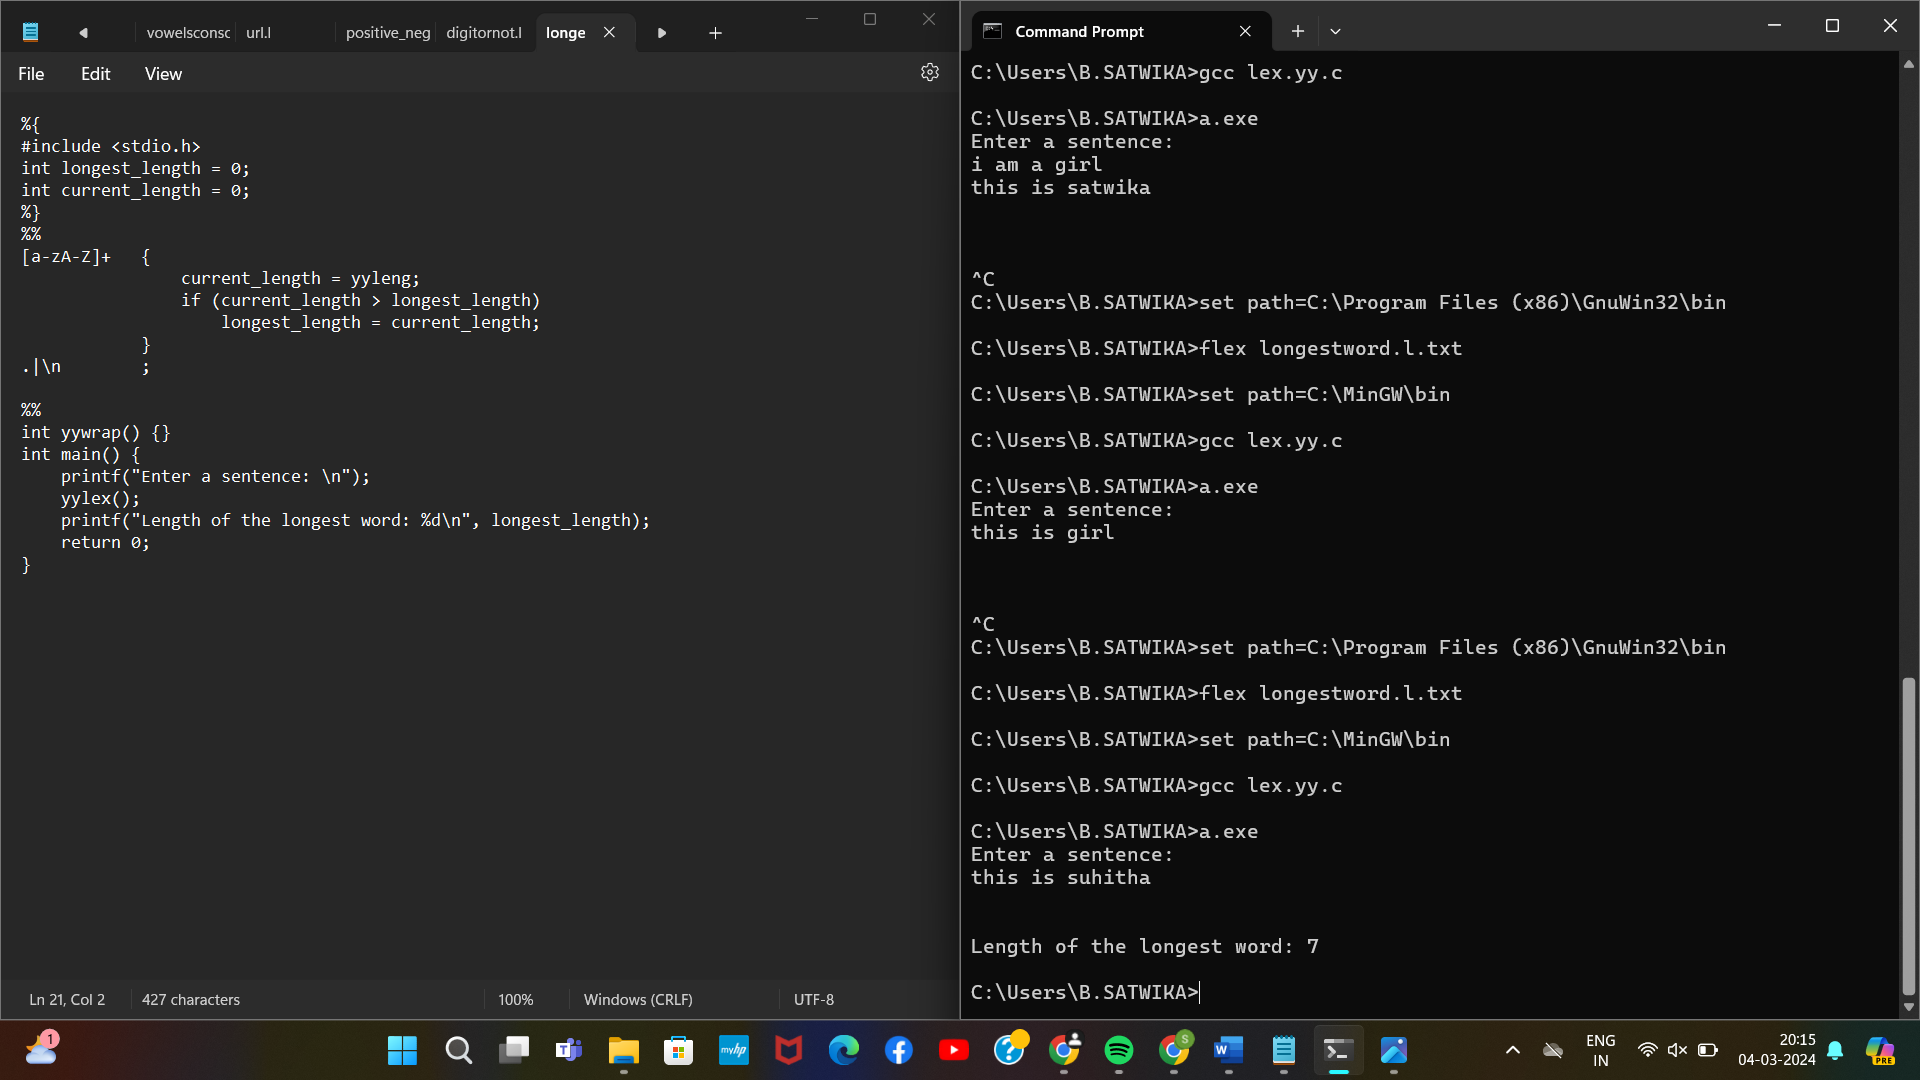 vowelsconsc url.l positive_neg digitornot.l longe
File Edit View
%{
#include <stdio.h>
int longest_length = 0;
int current_length = 0;
%}
%%
[a-zA-Z]+   {
                current_length = yyleng;
                if (current_length > longest_length)
                    longest_length = current_length;
            }
.|\n        ;
%%
int yywrap() {}
int main() {
    printf("Enter a sentence: \n");
    yylex();
    printf("Length of the longest word: %d\n", longest_length);
    return 0;
}
Ln 21, Col 2 427 characters 100% Windows (CRLF) UTF-8
Command Prompt
C:\Users\B.SATWIKA>gcc lex.yy.c
C:\Users\B.SATWIKA>a.exe
Enter a sentence:
i am a girl
this is satwika
^C
C:\Users\B.SATWIKA>set path=C:\Program Files (x86)\GnuWin32\bin
C:\Users\B.SATWIKA>flex longestword.l.txt
C:\Users\B.SATWIKA>set path=C:\MinGW\bin
C:\Users\B.SATWIKA>gcc lex.yy.c
C:\Users\B.SATWIKA>a.exe
Enter a sentence:
this is girl
^C
C:\Users\B.SATWIKA>set path=C:\Program Files (x86)\GnuWin32\bin
C:\Users\B.SATWIKA>flex longestword.l.txt
C:\Users\B.SATWIKA>set path=C:\MinGW\bin
C:\Users\B.SATWIKA>gcc lex.yy.c
C:\Users\B.SATWIKA>a.exe
Enter a sentence:
this is suhitha
Length of the longest word: 7
C:\Users\B.SATWIKA>
1
myhp
S
ENG
IN
20:15
04-03-2024
PRE